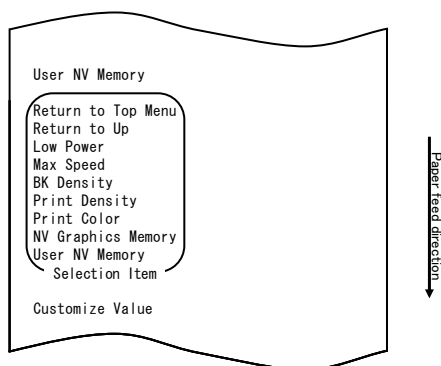 User NV Memory
Return to Top Menu
Return to Up
Low Power
Max Speed
BK Density
Print Density
Print Color
NV Graphics Memory
User NV Memory
Selection Item
Customize Value
Paper feed direction